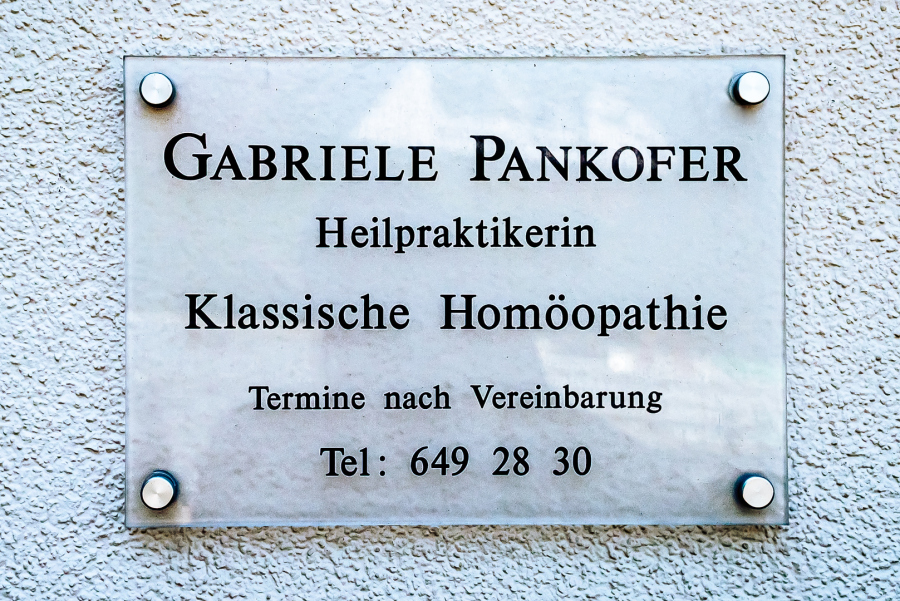 GABRIELE PANKOFER
Heilpraktikerin
Klassische Homöopathie
Termine nach Vereinbarung
Tel: 649 28 30